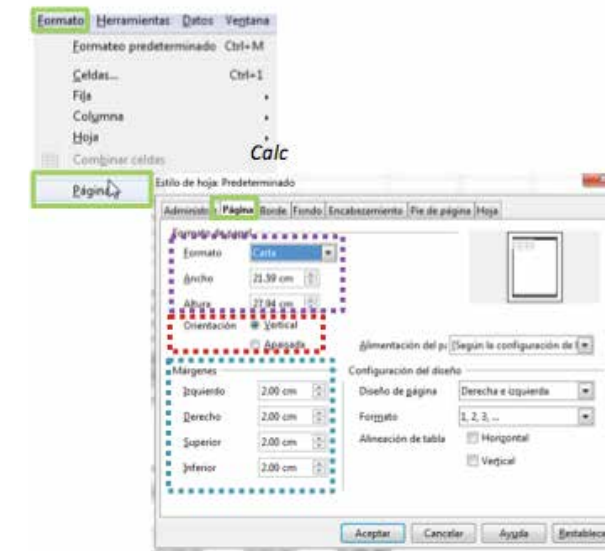 Formato Herramientas Datos Ventana
Formateo predeterminado Ctrl+M
Celdas... Ctrl+1
Fila
Columna
Hoja
Combinar celdas
Página
Calc
Estilo de hoja: Predeterminado
Página Borde Fondo Encabezamiento Pie de página Hoja
Formato de papel
Formato Carta
Ancho 21.59 cm
Altura 27.94 cm
Orientación Vertical
Apaisado
Alimentación del [Según la configuración de
Márgenes Configuración del diseño
Izquierdo 2.00 cm Diseño de página Derecha e izquierda
Derecho 2.00 cm Formato 1, 2, 3, ...
Superior 2.00 cm Alineación de tabla Horizontal
Inferior 2.00 cm Vertical
Aceptar Cancelar Ayuda